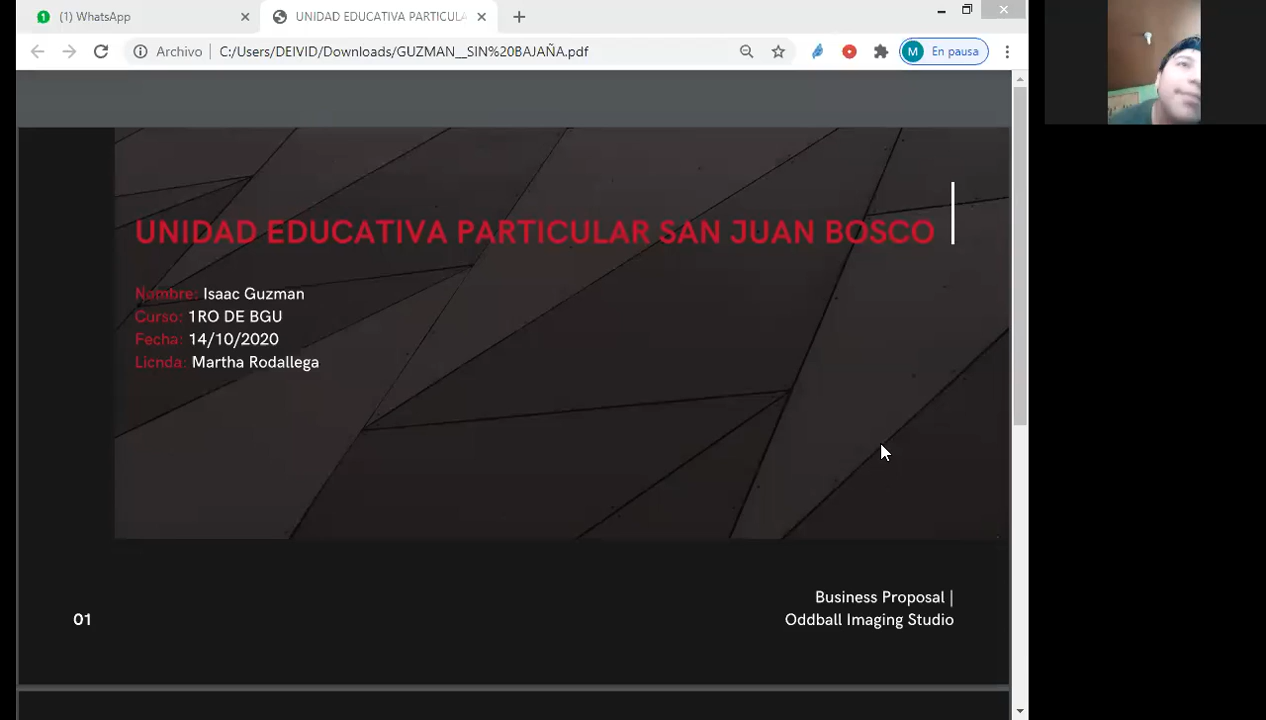 (1) WhatsApp
UNIDAD EDUCATIVA PARTICULA
Archivo
C:/Users/DEIVID/Downloads/GUZMAN__SIN%20BAJAÑA.pdf
M
En pausa
UNIDAD EDUCATIVA PARTICULAR SAN JUAN BOSCO
Nombre: Isaac Guzman
Curso: 1RO DE BGU
Fecha: 14/10/2020
Licnda: Martha Rodallega
Business Proposal |
01
Oddball Imaging Studio